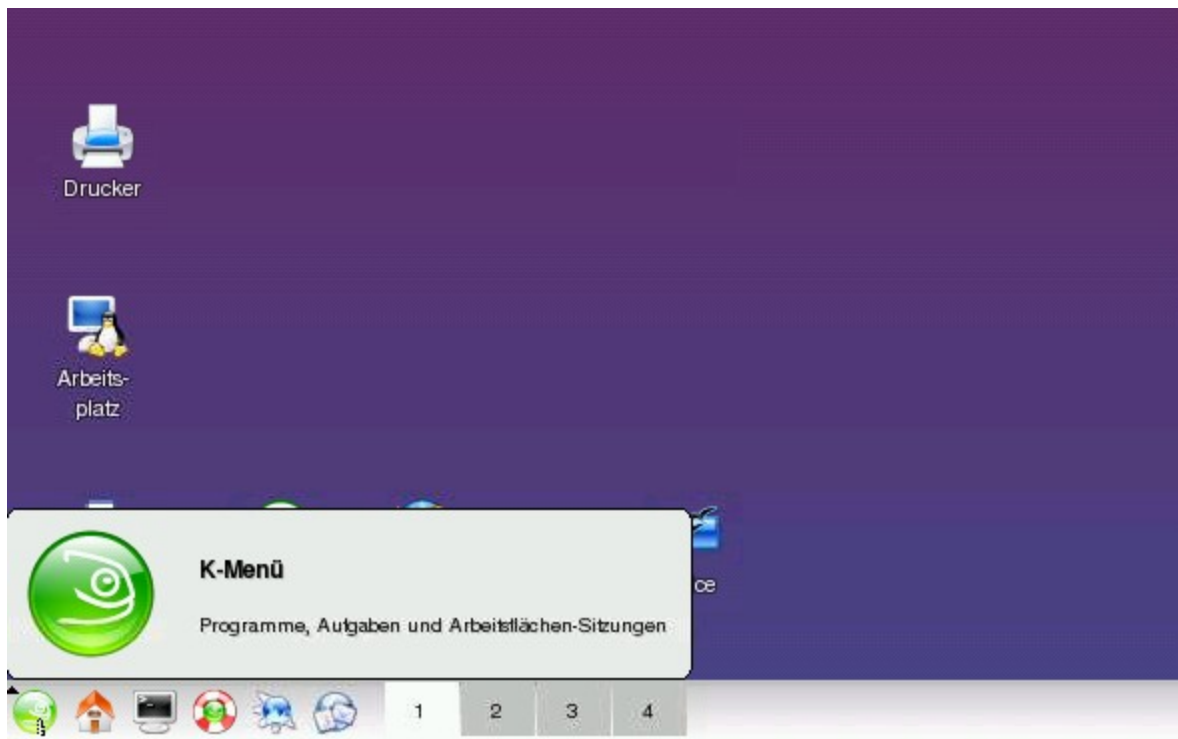 Drucker
Arbeits-
platz
K-Menü
Programme, Aufgaben und Arbeitsflächen-Sitzungen
ce
1 2 3 4